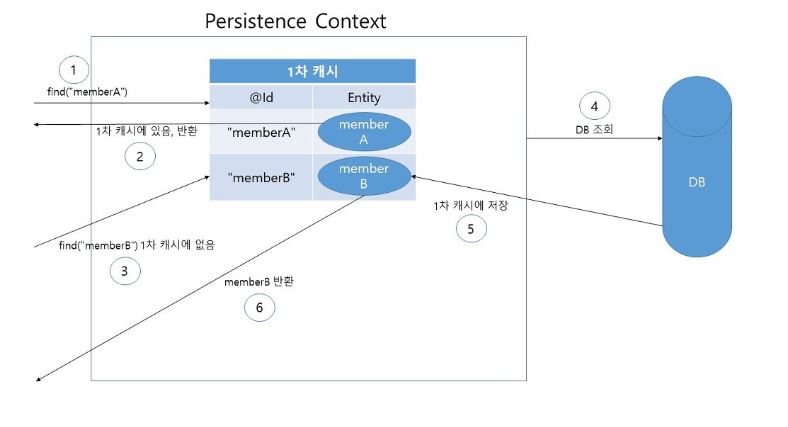 Persistence Context
1차 캐시
@Id
Entity
1
find("memberA")
"memberA"
member
A
1차 캐시에 있음, 반환
2
4
DB 조회
DB
"memberB"
member
B
1차 캐시에 저장
5
find("memberB") 1차 캐시에 없음
3
memberB 반환
6